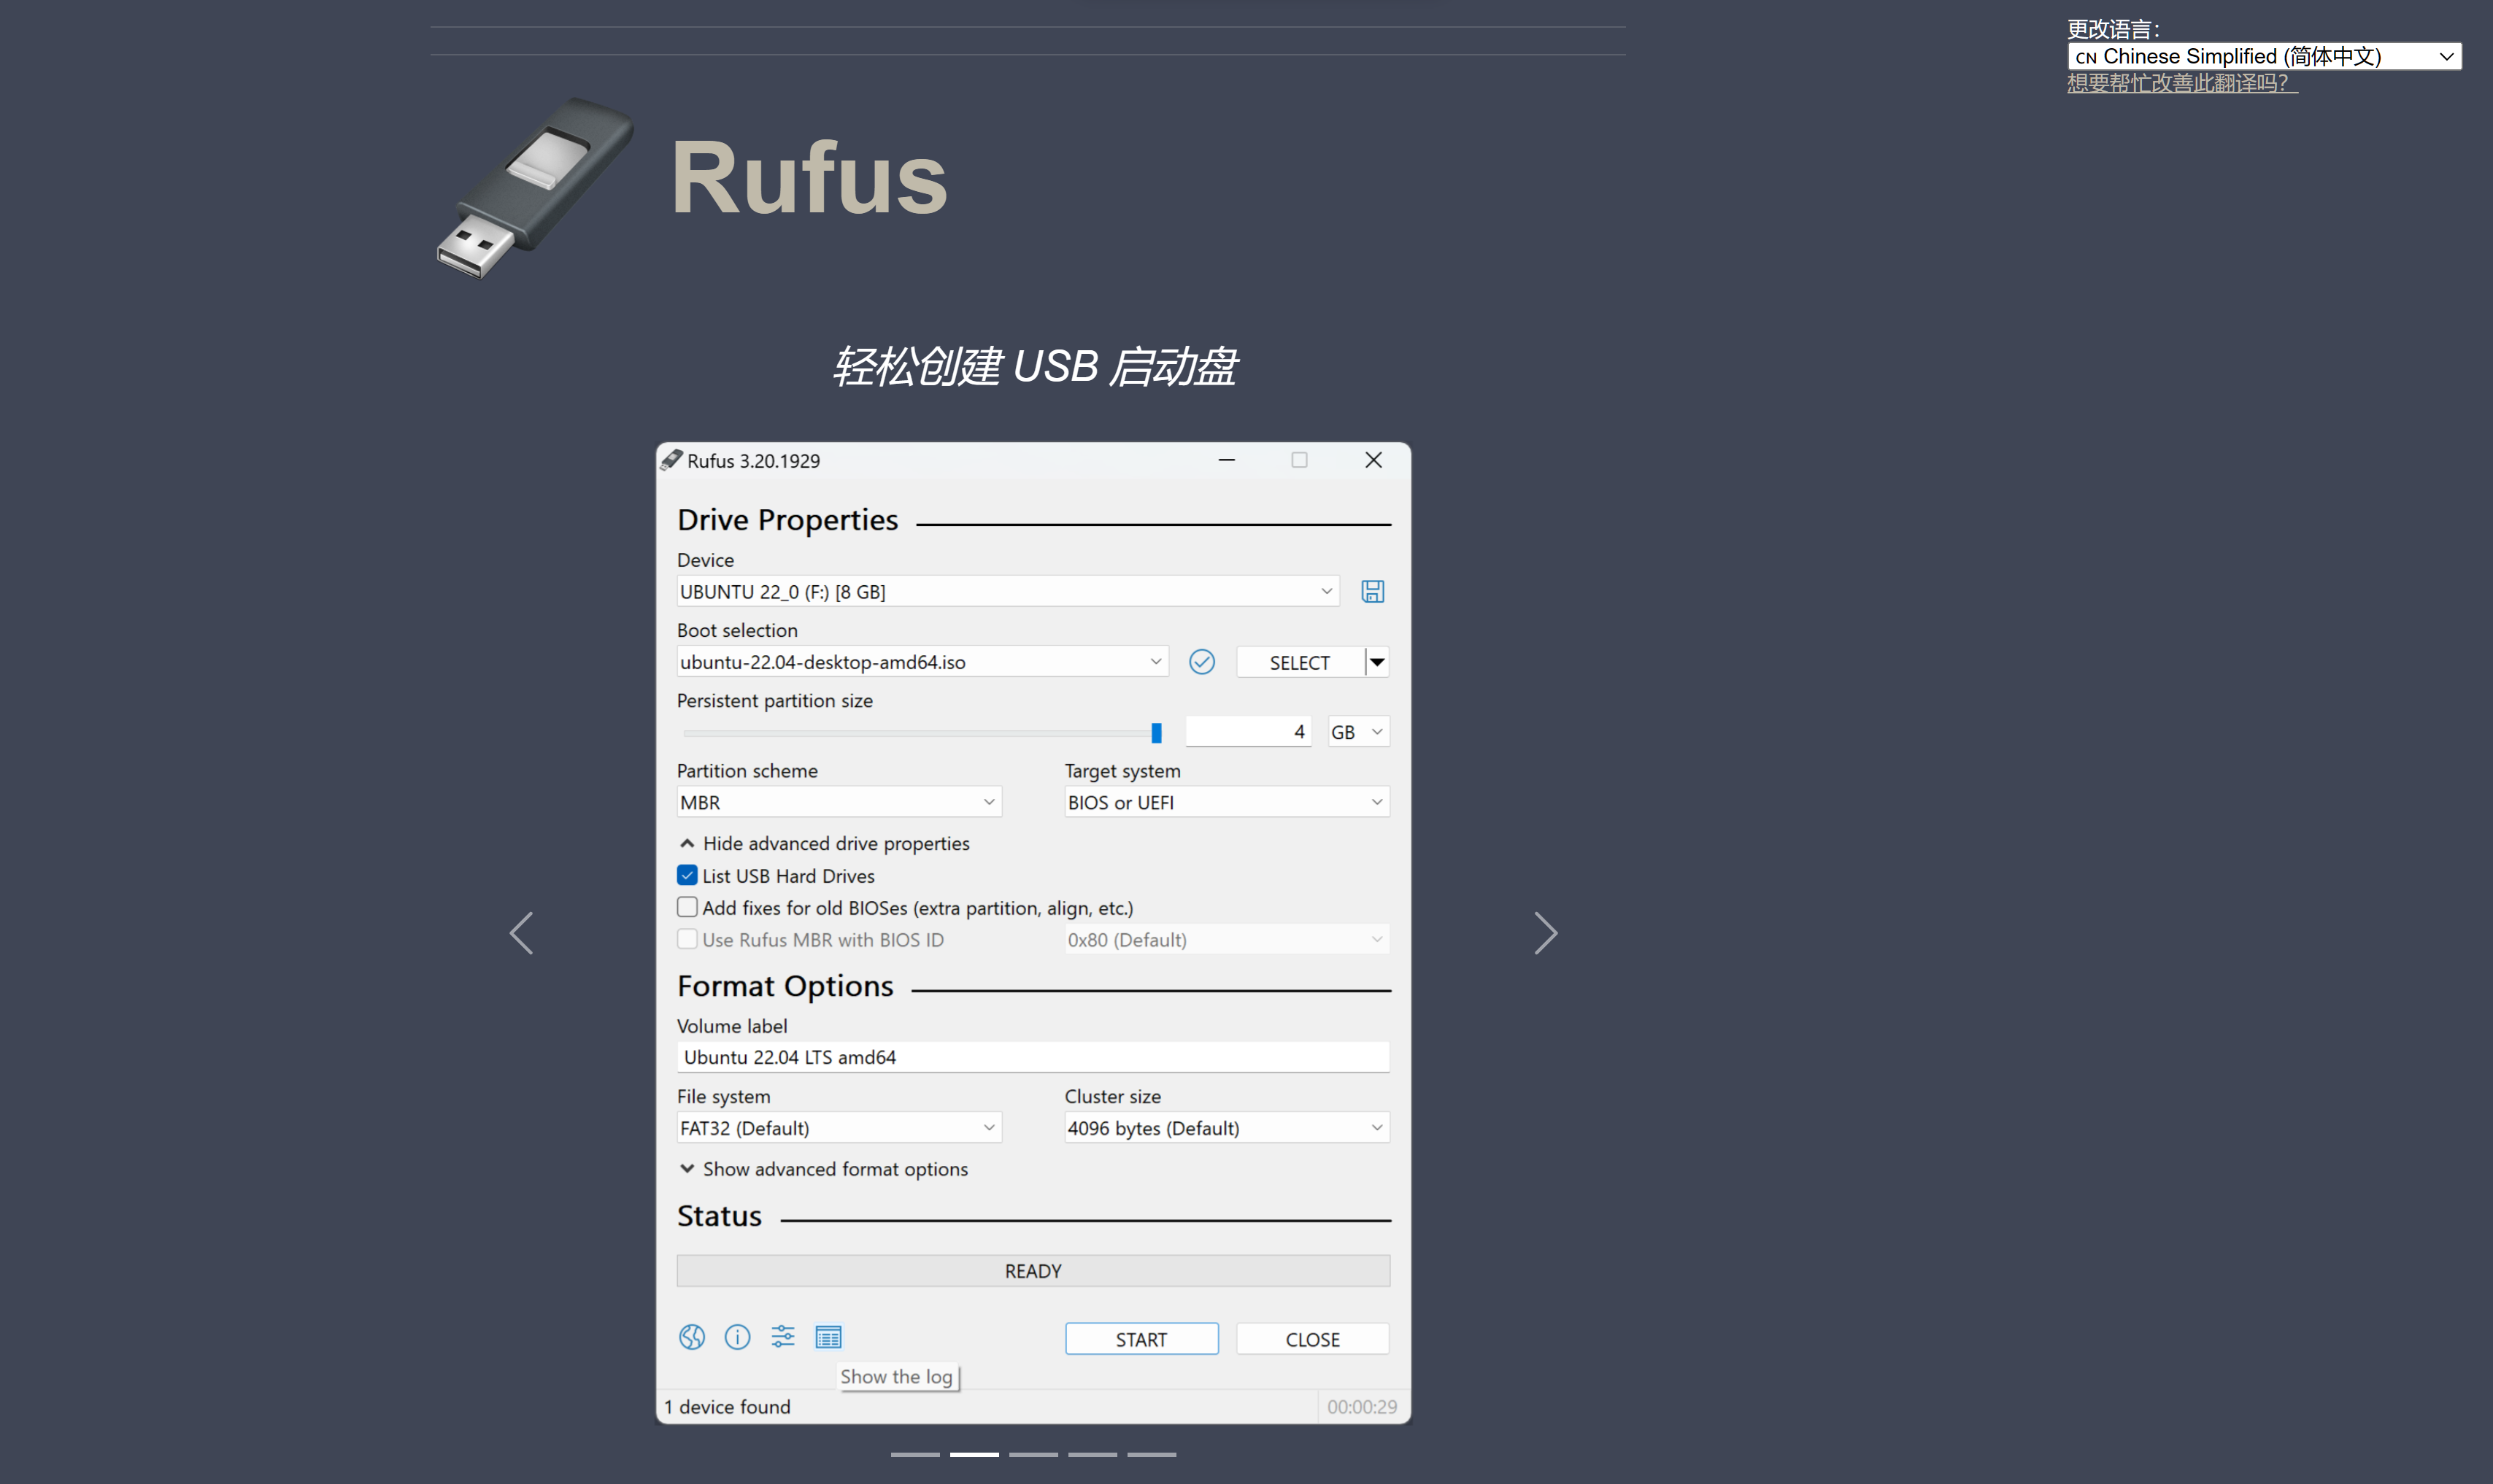 更改语言：
CN Chinese Simplified (简体中文)
想要帮忙改善此翻译吗？
Rufus
轻松创建 USB 启动盘
Rufus 3.20.1929
Drive Properties
Device
UBUNTU 22_0 (F:) [8 GB]
Boot selection
ubuntu-22.04-desktop-amd64.iso
SELECT
Persistent partition size
4
GB
Partition scheme
Target system
MBR
BIOS or UEFI
Hide advanced drive properties
List USB Hard Drives
Add fixes for old BIOSes (extra partition, align, etc.)
Use Rufus MBR with BIOS ID
0x80 (Default)
Format Options
Volume label
Ubuntu 22.04 LTS amd64
File system
Cluster size
FAT32 (Default)
4096 bytes (Default)
Show advanced format options
Status
READY
START
CLOSE
Show the log
1 device found
00:00:29